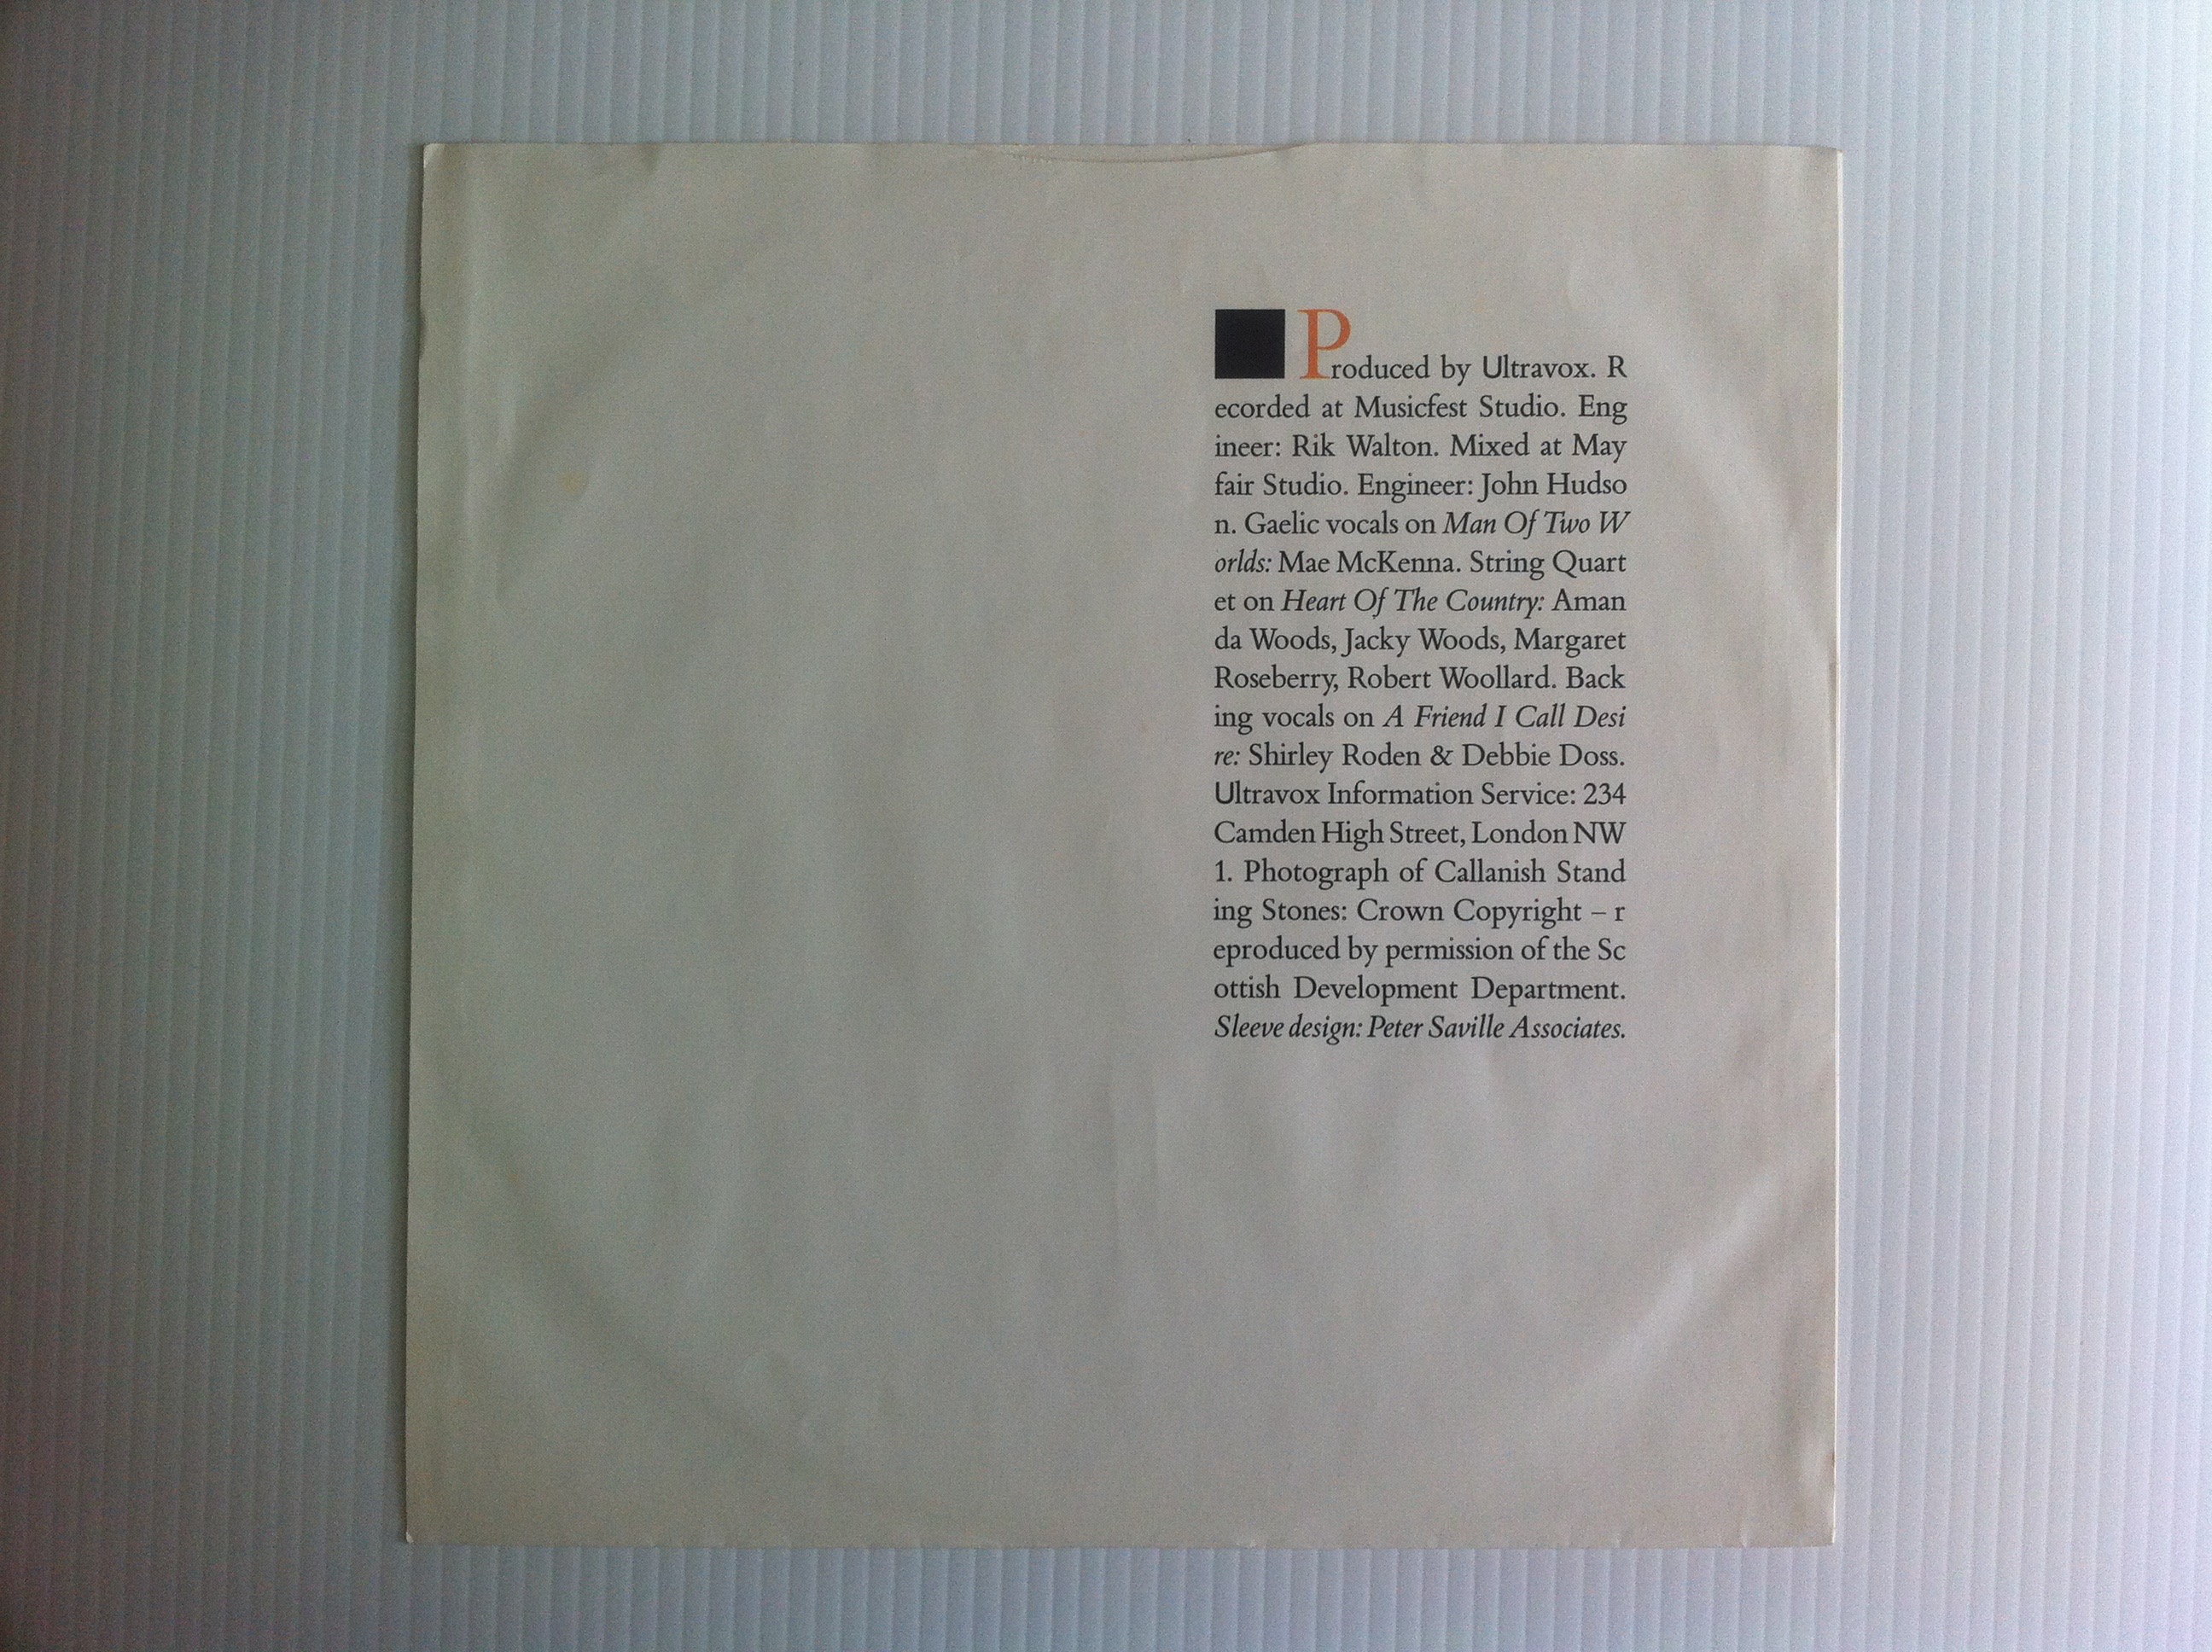 Produced by Ultravox. R
ecorded at Musicfest Studio. Eng
ineer: Rik Walton. Mixed at May
fair Studio. Engineer: John Hudso
n. Gaelic vocals on Man Of Two W
orlds: Mae McKenna. String Quart
et on Heart Of The Country: Aman
da Woods, Jacky Woods, Margaret
Roseberry, Robert Woollard. Back
ing vocals on A Friend I Call Desi
re: Shirley Roden & Debbie Doss.
Ultravox Information Service: 234
Camden High Street, London NW
1. Photograph of Callanish Stand
ing Stones: Crown Copyright – r
eproduced by permission of the Sc
ottish Development Department.
Sleeve design: Peter Saville Associates.